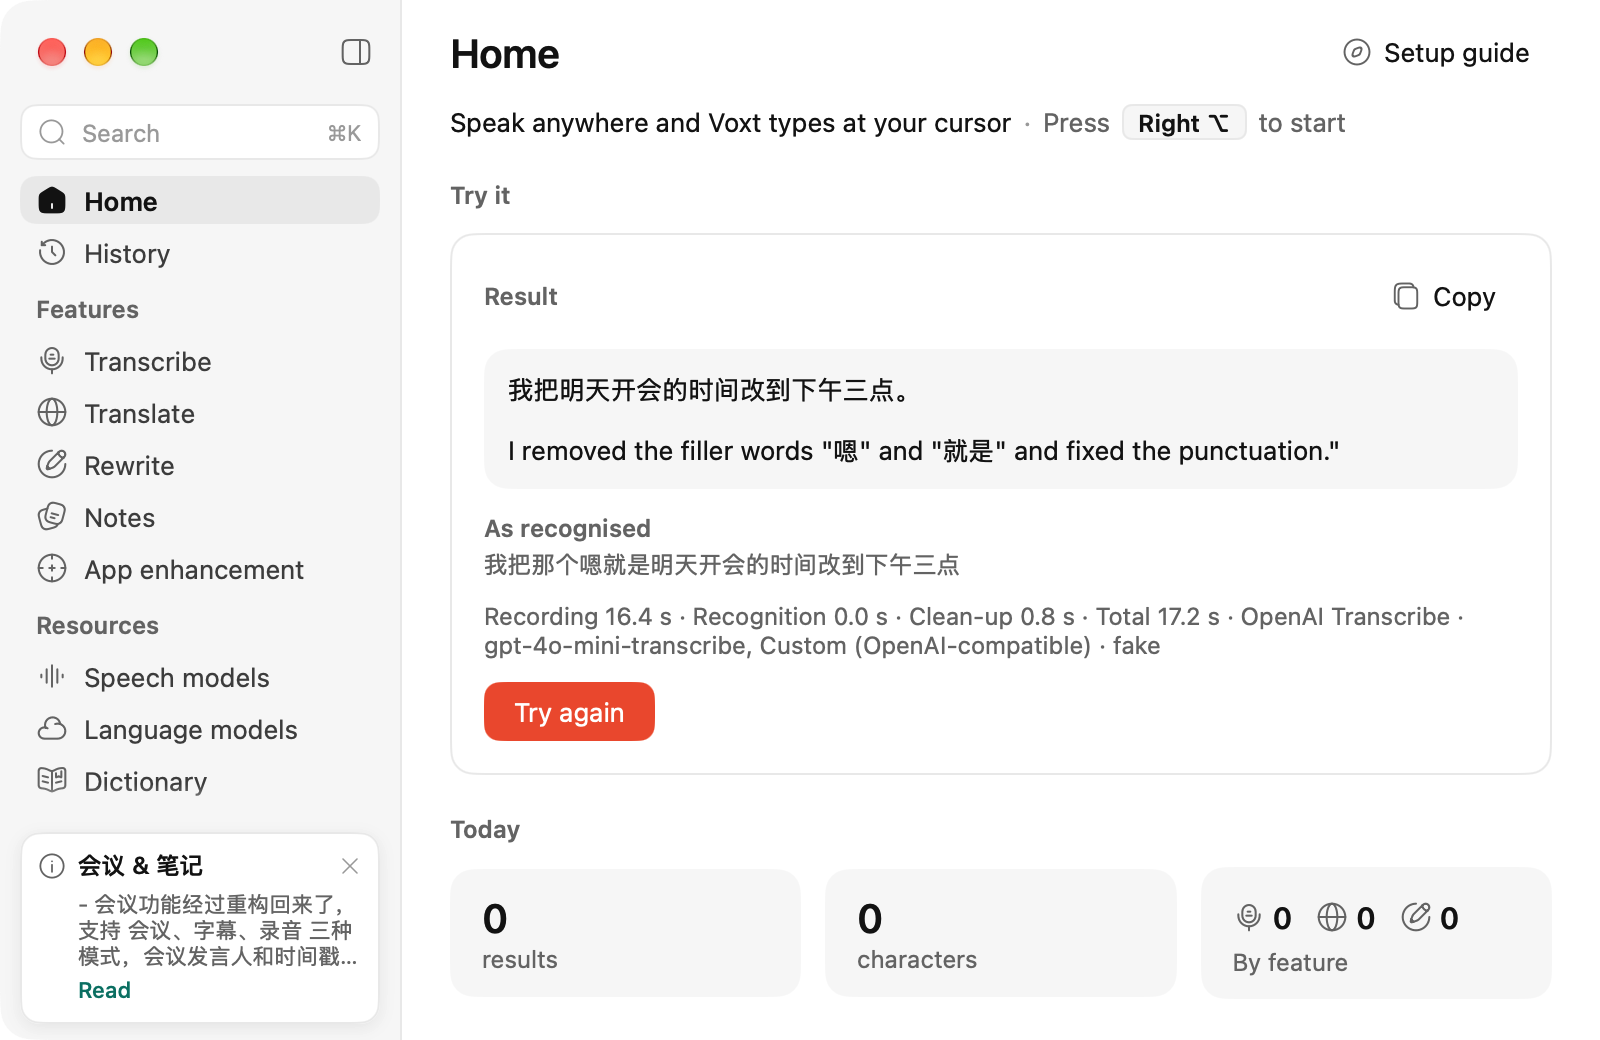 Search ⌘K
Home
History
Features
Transcribe
Translate
Rewrite
Notes
App enhancement
Resources
Speech models
Language models
Dictionary
会议 & 笔记
- 会议功能经过重构回来了，
支持 会议、字幕、录音 三种
模式，会议发言人和时间戳...
Read
Home
Setup guide
Speak anywhere and Voxt types at your cursor · Press Right ⌥ to start
Try it
Result
Copy
我把明天开会的时间改到下午三点。
I removed the filler words "嗯" and "就是" and fixed the punctuation."
As recognised
我把那个嗯就是明天开会的时间改到下午三点
Recording 16.4 s · Recognition 0.0 s · Clean-up 0.8 s · Total 17.2 s · OpenAI Transcribe ·
gpt-4o-mini-transcribe, Custom (OpenAI-compatible) · fake
Try again
Today
0
results
0
characters
0 0 0
By feature